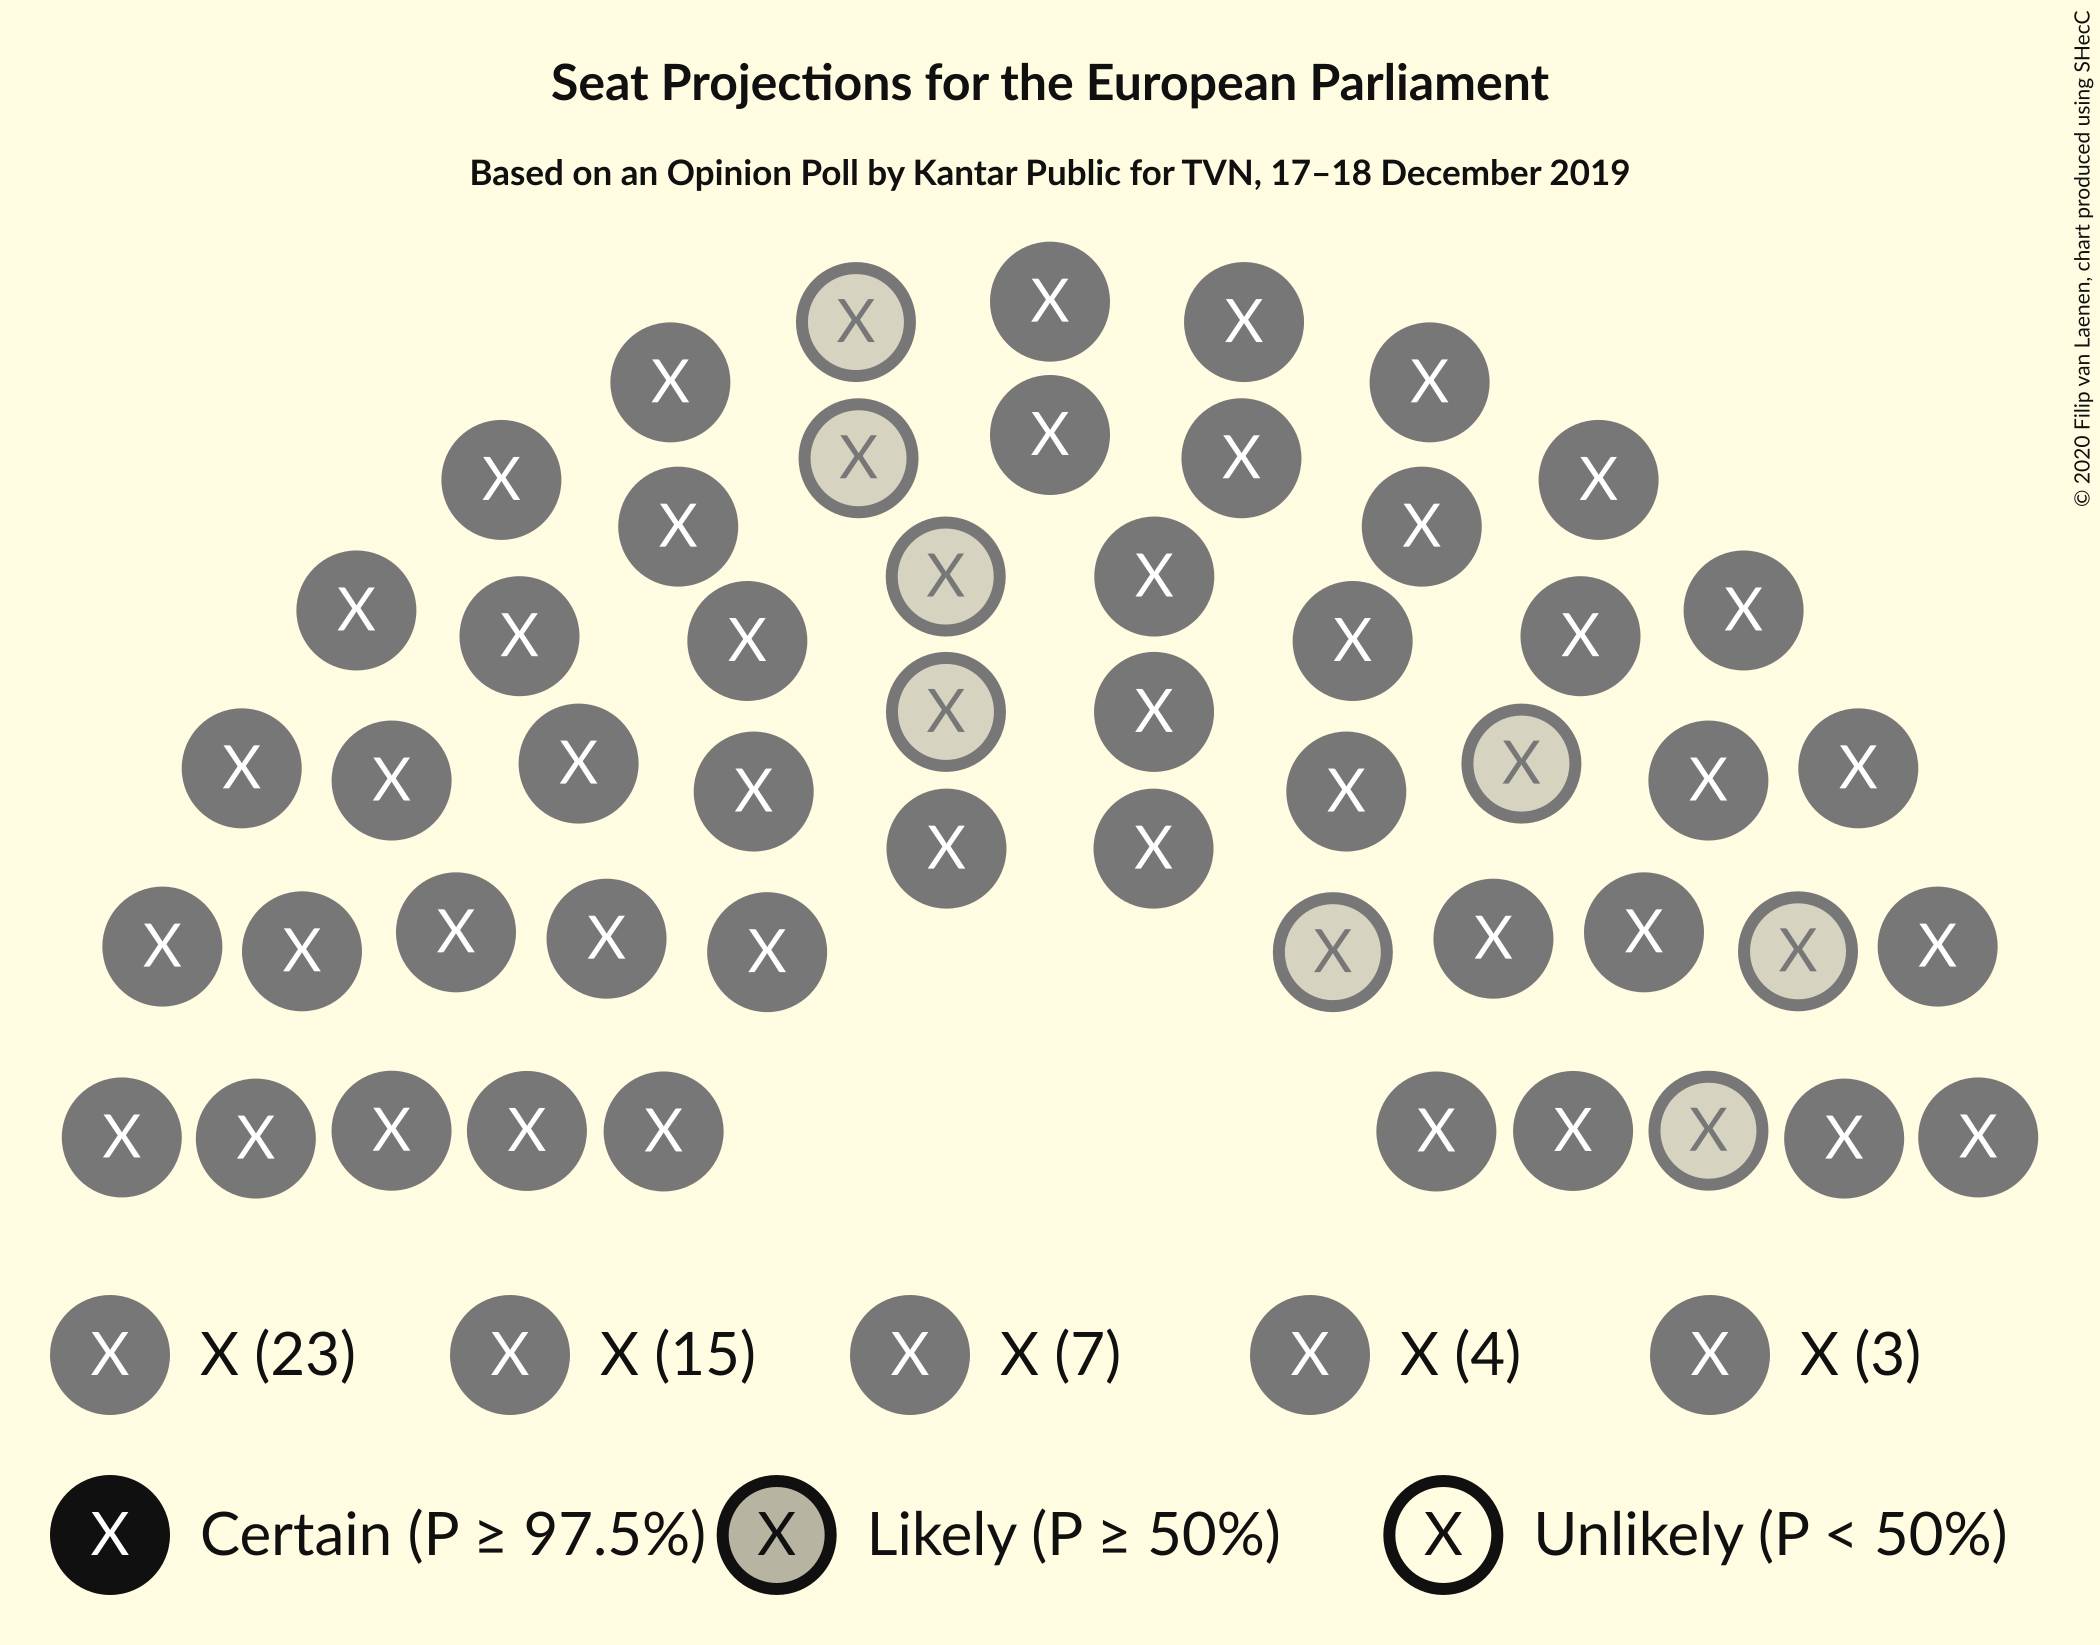 Seat Projections for the European Parliament
Based on an Opinion Poll by Kantar Public for TVN, 17–18 December 2019
© 2020 Filip van Laenen, chart produced using SHecC
X X X
X X
X X X
X X
X X
X X
X X
X X X X
X X
X X X X X X X X
X X
X X X X X X X X X X
X X X X X X X X X X
X X (23) X X (15) X X (7) X X (4) X X (3)
X Certain (P ≥ 97.5%) X Likely (P ≥ 50%) X Unlikely (P < 50%)